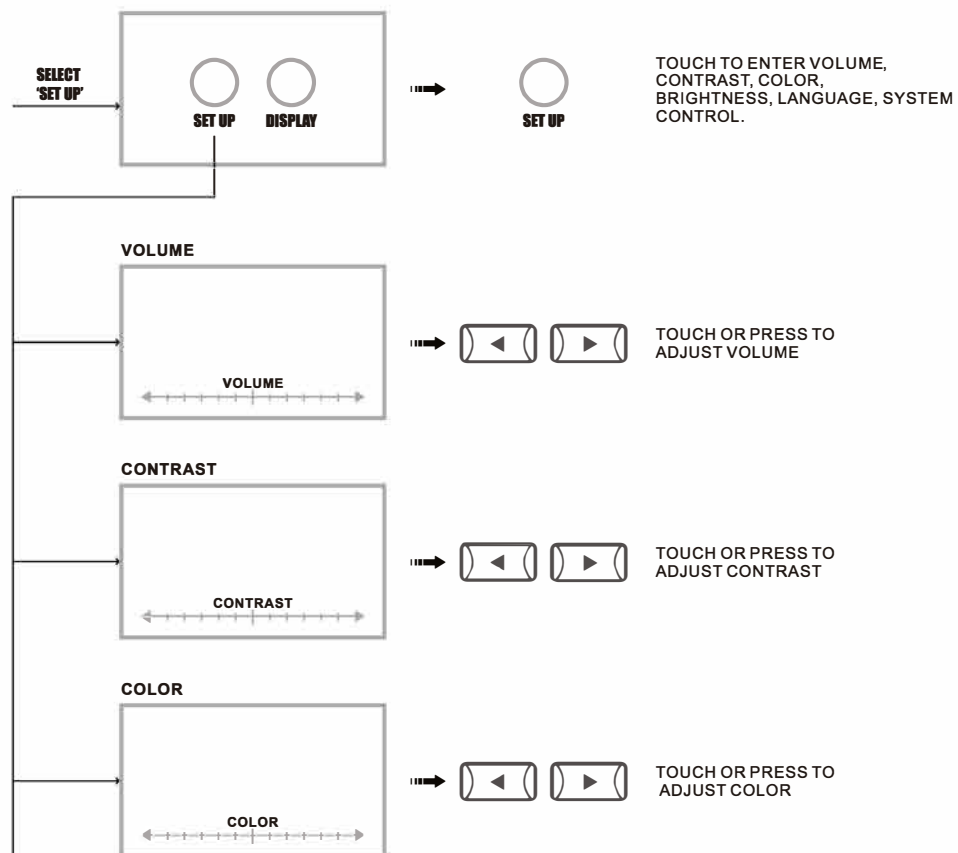 SELECT
'SET UP'
SET UP DISPLAY
SET UP
TOUCH TO ENTER VOLUME,
CONTRAST, COLOR,
BRIGHTNESS, LANGUAGE, SYSTEM
CONTROL.
VOLUME
VOLUME
TOUCH OR PRESS TO
ADJUST VOLUME
CONTRAST
CONTRAST
TOUCH OR PRESS TO
ADJUST CONTRAST
COLOR
COLOR
TOUCH OR PRESS TO
ADJUST COLOR